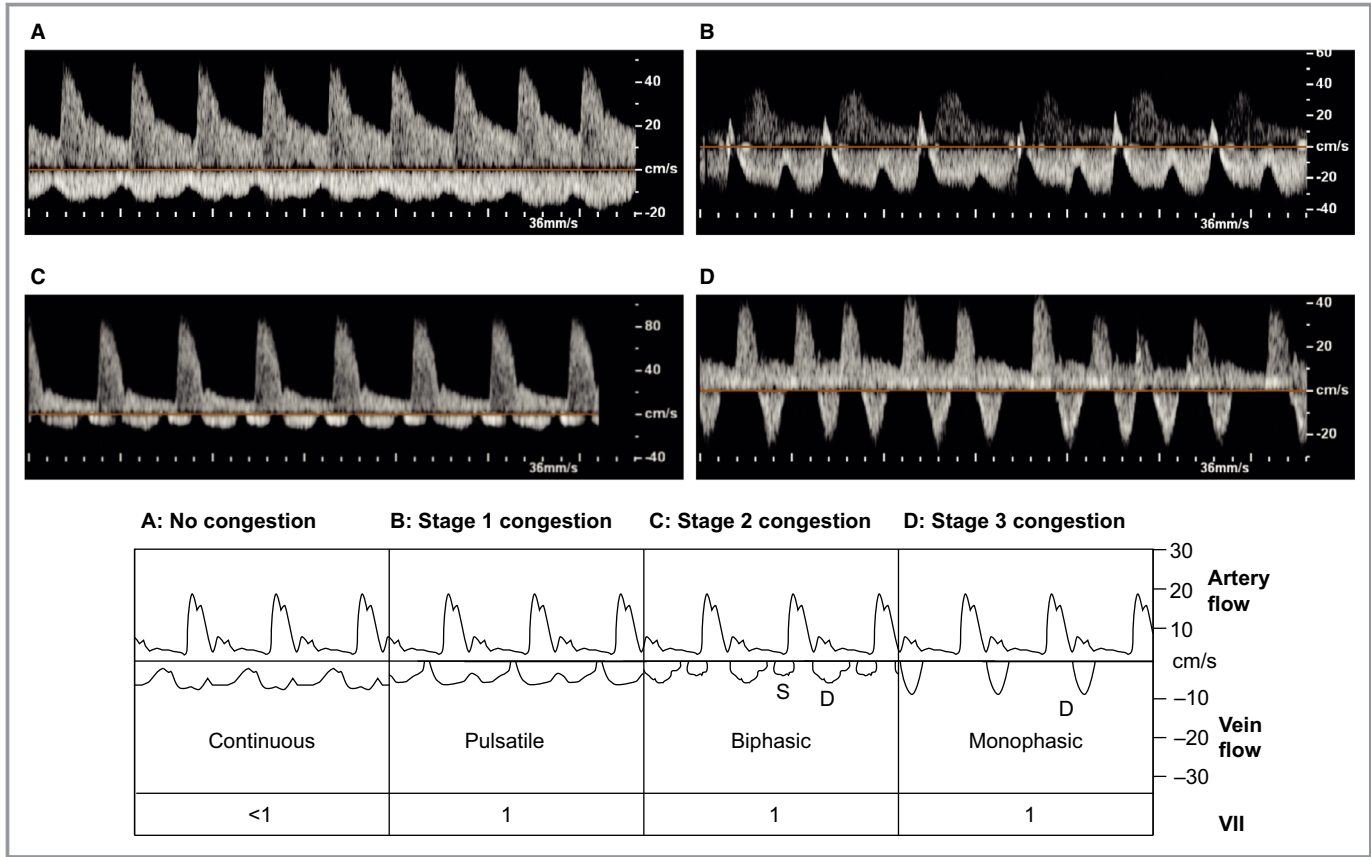 A
40
20
cm/s
-20
36mm/s
B
60
40
20
cm/s
-20
-40
36mm/s
C
80
40
cm/s
-40
36mm/s
D
40
20
cm/s
-20
36mm/s
A: No congestion B: Stage 1 congestion C: Stage 2 congestion D: Stage 3 congestion
30
20
10
Artery
flow
cm/s
S D D
–10
–20
–30
Vein
flow
Continuous Pulsatile Biphasic Monophasic
<1 1 1 1 VII